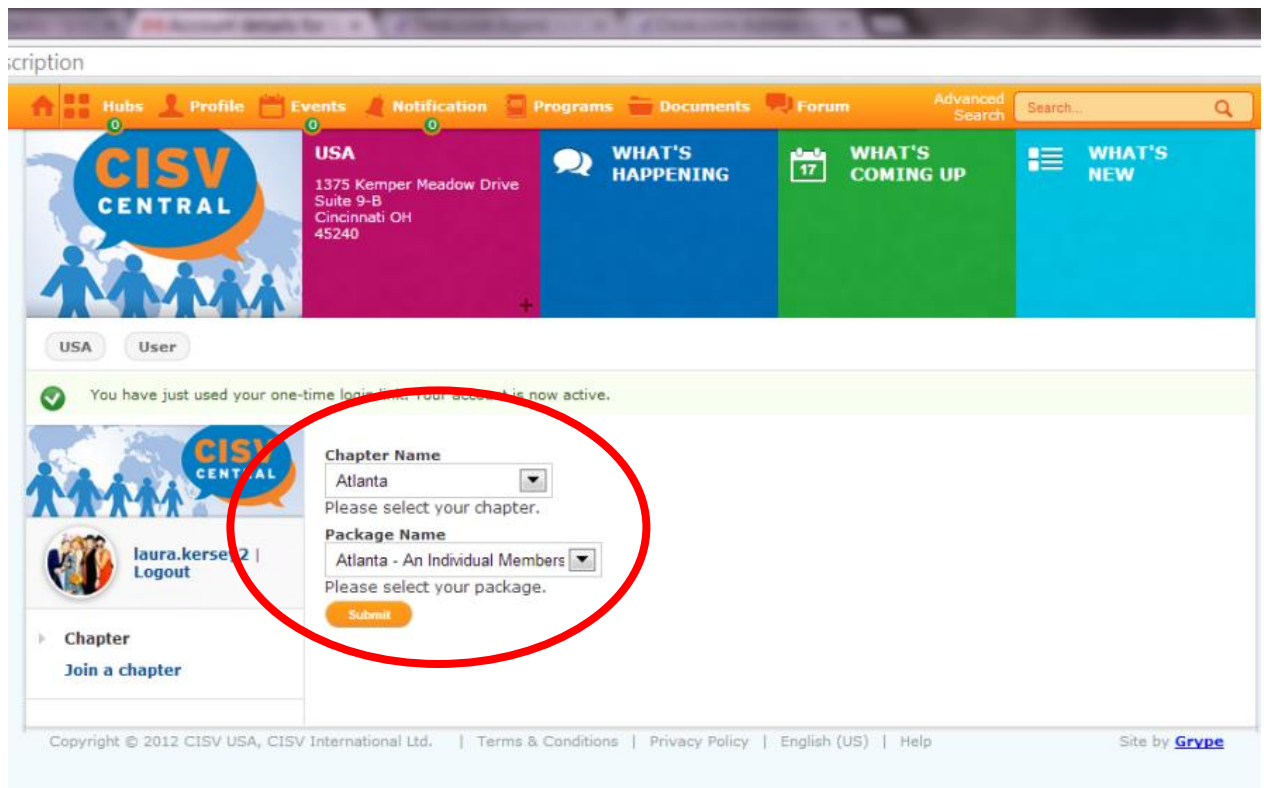 scription
Hubs Profile Events Notification Programs Documents Forum Advanced Search Search...
0 0 0
CISV
CENTRAL
USA
1375 Kemper Meadow Drive
Suite 9-B
Cincinnati OH
45240
+
WHAT'S
HAPPENING
17
WHAT'S
COMING UP
WHAT'S
NEW
USA User
You have just used your one-time login link. Your account is now active.
CISV
CENTRAL
laura.kersey2 |
Logout
Chapter
Join a chapter
Chapter Name
Atlanta
Please select your chapter.
Package Name
Atlanta - An Individual Members
Please select your package.
Submit
Copyright © 2012 CISV USA, CISV International Ltd. | Terms & Conditions | Privacy Policy | English (US) | Help Site by Grype